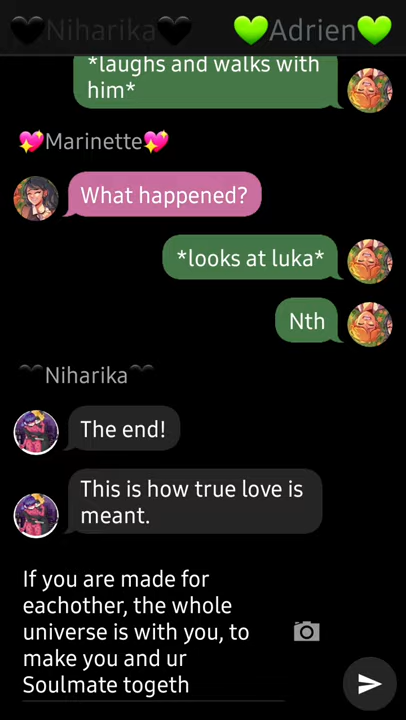 🖤Niharika🖤
💚Adrien💚
*laughs and walks with
him*
💖Marinette💖
What happened?
*looks at luka*
Nth
🖤Niharika🖤
The end!
This is how true love is
meant.
If you are made for
eachother, the whole
universe is with you, to
make you and ur
Soulmate togeth